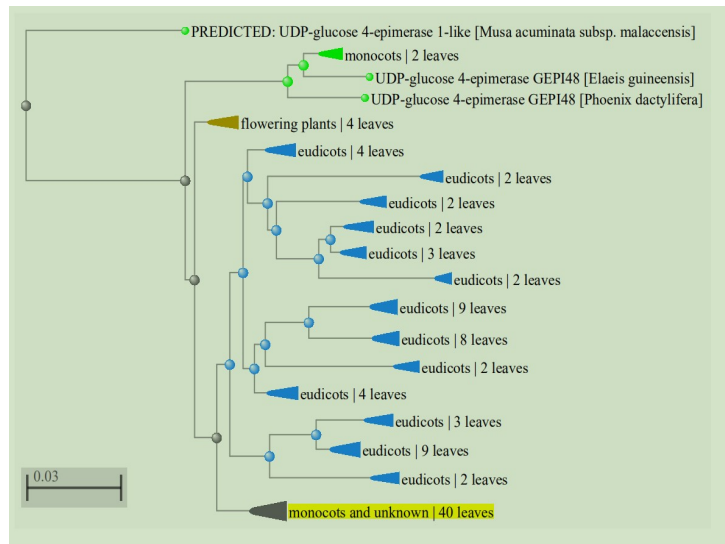 PREDICTED: UDP-glucose 4-epimerase 1-like [Musa acuminata subsp. malaccensis]
monocots | 2 leaves
UDP-glucose 4-epimerase GEPI48 [Elaeis guineensis]
UDP-glucose 4-epimerase GEPI48 [Phoenix dactylifera]
flowering plants | 4 leaves
eudicots | 4 leaves
eudicots | 2 leaves
eudicots | 2 leaves
eudicots | 2 leaves
eudicots | 3 leaves
eudicots | 2 leaves
eudicots | 9 leaves
eudicots | 8 leaves
eudicots | 2 leaves
eudicots | 4 leaves
eudicots | 3 leaves
eudicots | 9 leaves
eudicots | 2 leaves
0.03
monocots and unknown | 40 leaves